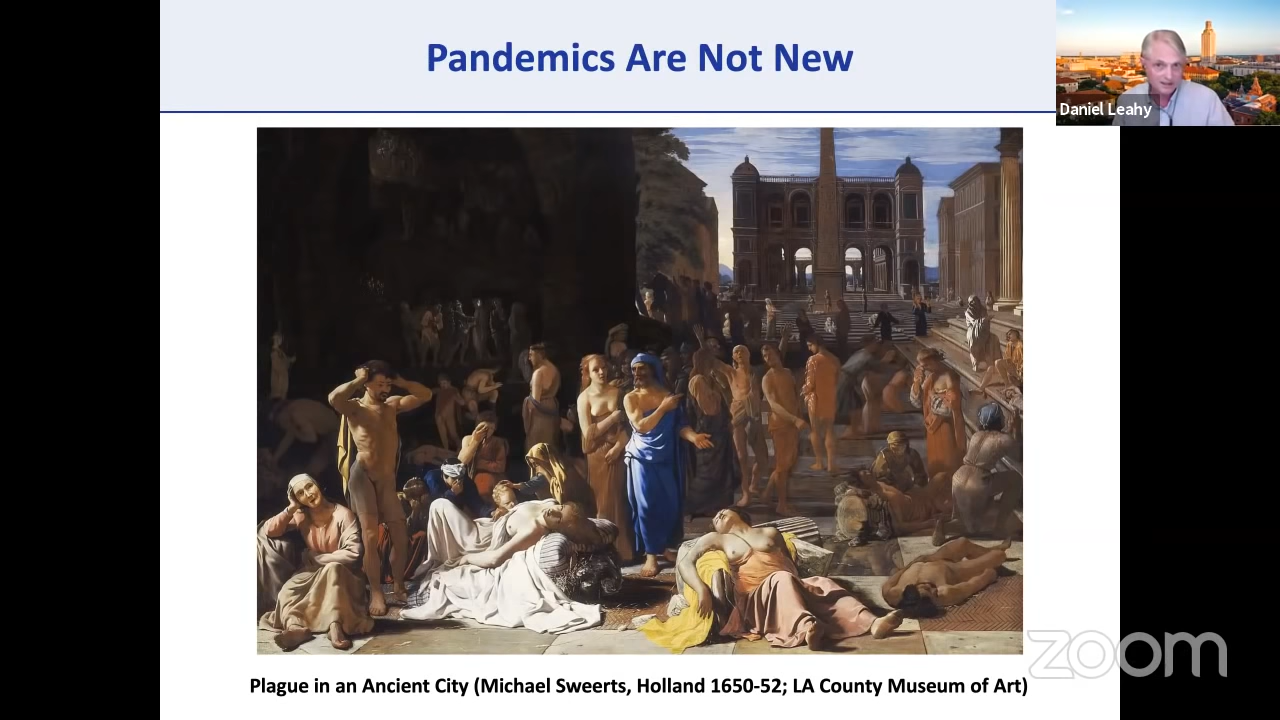 Pandemics Are Not New
Daniel Leahy
Plague in an Ancient City (Michael Sweerts, Holland 1650-52; LA County Museum of Art)
zoom